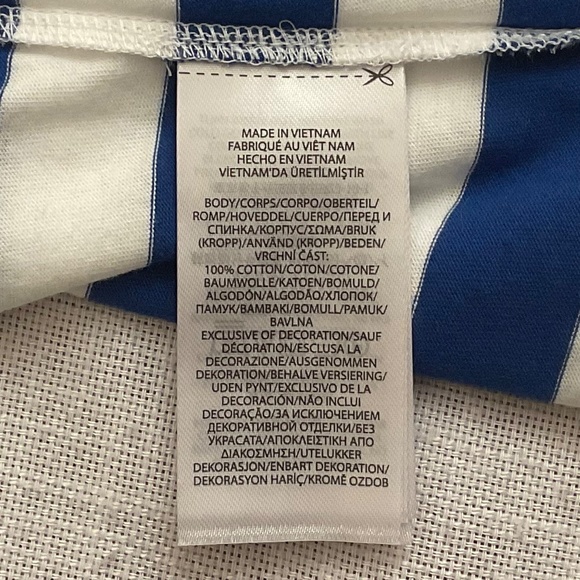 MADE IN VIETNAM
FABRIQUÉ AU VIÊT NAM
HECHO EN VIETNAM
VIETNAM'DA ÜRETİLMİŞTİR
BODY/CORPS/CORPO/OBERTEIL/
ROMP/HOVEDDEL/CUERPO/ПЕРЕД И
СПИНКА/КОРПУС/ΣΩΜΑ/BRUK
(KROPP)/ANVÄND (KROPP)/BEDEN/
VRCHNÍ ČÁST:
100% COTTON/COTON/COTONE/
BAUMWOLLE/KATOEN/BOMULD/
ALGODÓN/ALGODÃO/ХЛОПОК/
ПАМУК/BAMBAKI/BOMULL/PAMUK/
BAVLNA
EXCLUSIVE OF DECORATION/SAUF
DÉCORATION/ESCLUSA LA
DECORAZIONE/AUSGENOMMEN
DEKORATION/BEHALVE VERSIERING/
UDEN PYNT/EXCLUSIVO DE LA
DECORACIÓN/NÃO INCLUI
DECORAÇÃO/ЗА ИСКЛЮЧЕНИЕМ
ДЕКОРАТИВНОЙ ОТДЕЛКИ/БЕЗ
УКРАСАТА/ΑΠΟΚΛΕΙΣΤΙΚΗ ΑΠΟ
ΔΙΑΚΟΣΜΗΣΗ/UTELUKKER
DEKORASJON/ENBART DEKORATION/
DEKORASYON HARİÇ/KROMĚ OZDOB